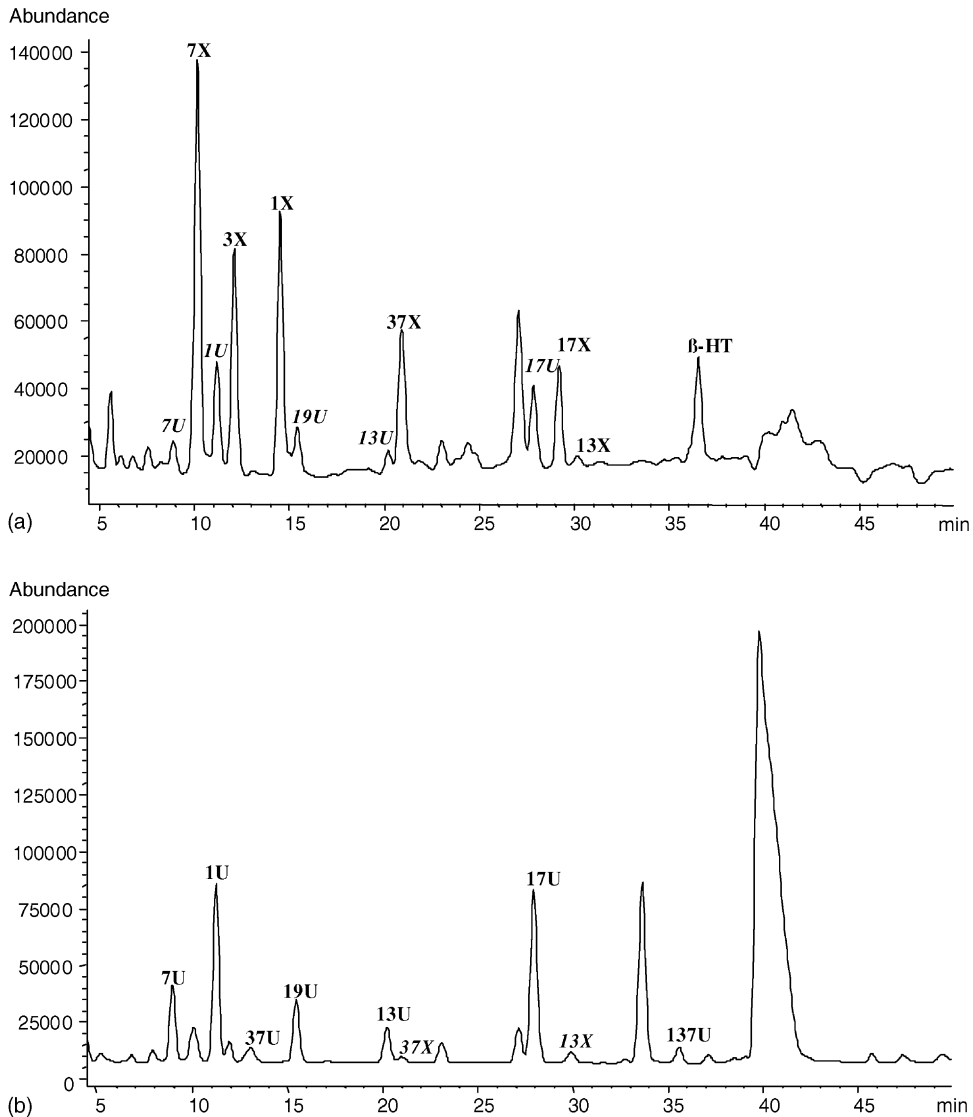 Abundance
140000
7X
120000
100000
1X
3X
80000
60000
37X
1U
17U
17X
ß-HT
40000
7U
19U
13U
13X
20000
(a)
5 10 15 20 25 30 35 40 45 min
Abundance
200000
175000
150000
125000
100000
1U
17U
75000
50000
7U
19U
25000
37U
13U
37X
13X
137U
0
(b)
5 10 15 20 25 30 35 40 45 min